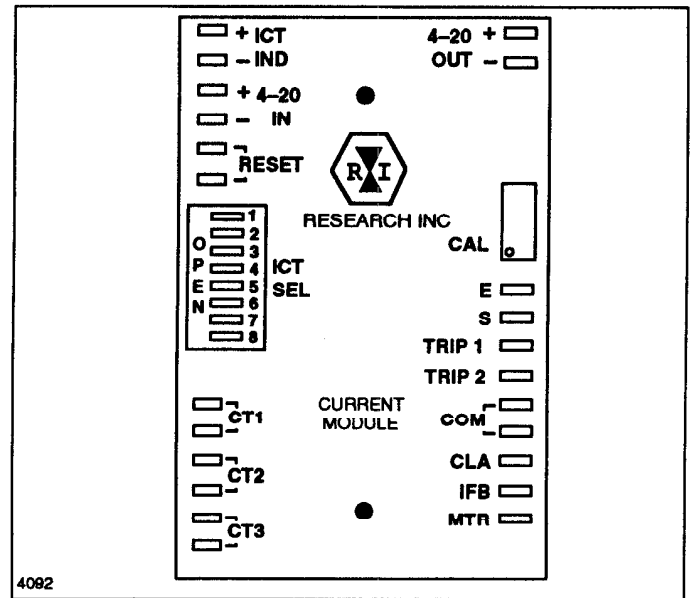 + ICT
- IND
+ 4-20
- IN
RESET
1
2
3
4
5
6
7
8
OPEN
ICT
SEL
CT1
CT2
CT3
R I
RESEARCH INC
CURRENT
MODULE
4-20 +
OUT -
CAL
E
S
TRIP 1
TRIP 2
COM
CLA
IFB
MTR
4092